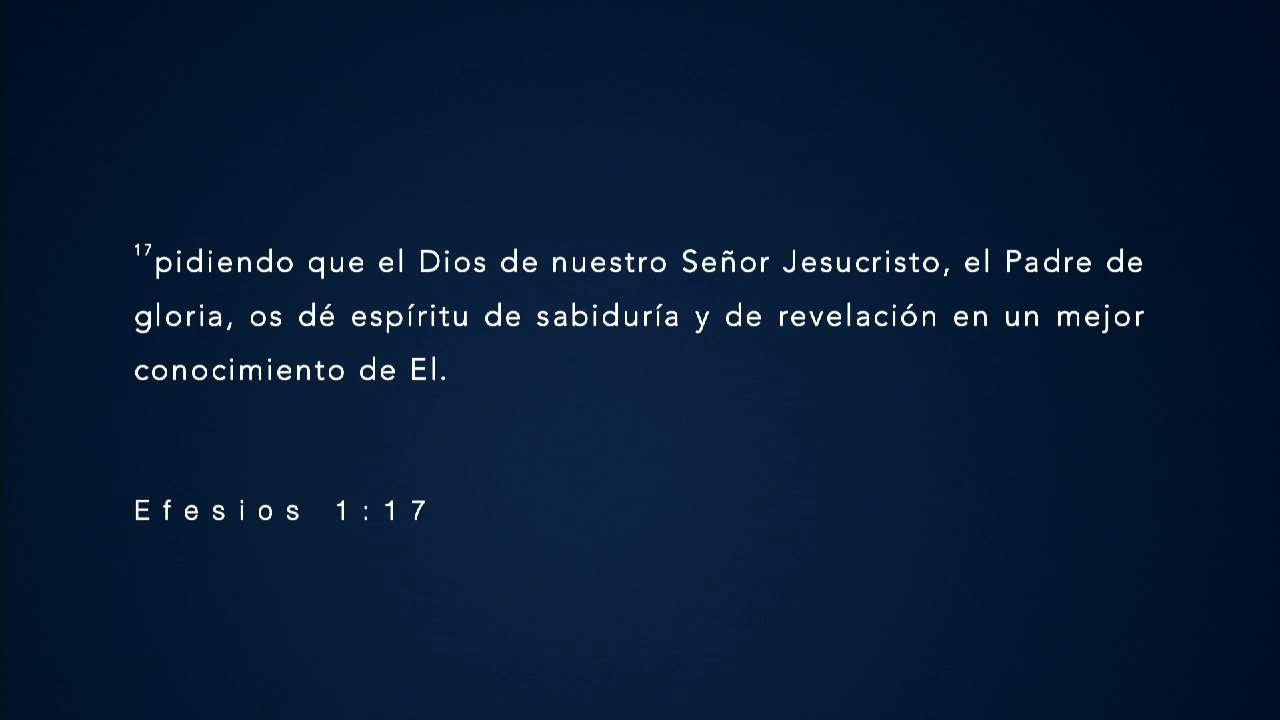 17pidiendo que el Dios de nuestro Señor Jesucristo, el Padre de
gloria, os dé espíritu de sabiduría y de revelación en un mejor
conocimiento de El.
Efesios 1:17